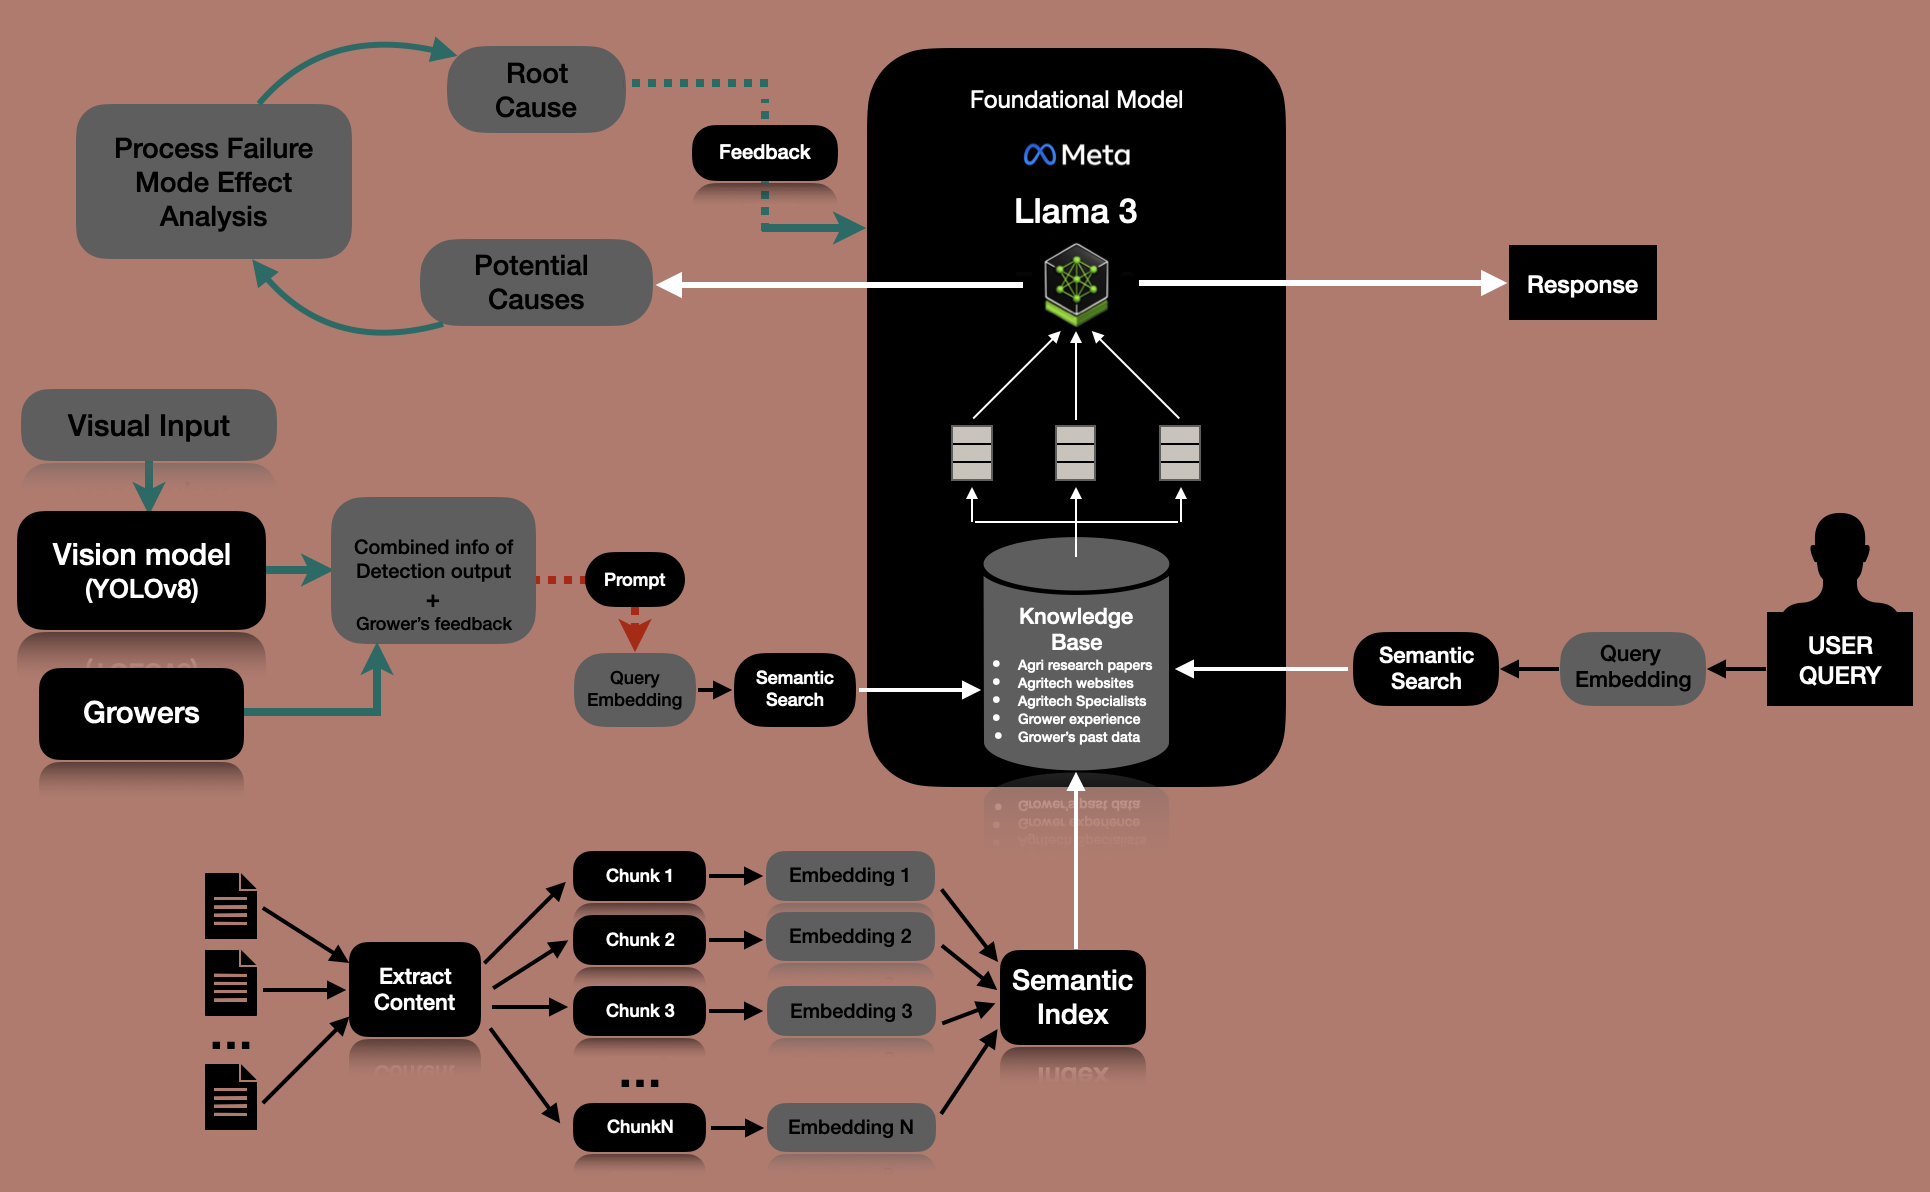 Root
Cause
Process Failure
Mode Effect
Analysis
Feedback
Potential
Causes
Foundational Model
Meta
Llama 3
Response
Visual Input
Vision model
(YOLOv8)
Growers
Combined info of
Detection output
+
Grower's feedback
Prompt
Query
Embedding
Semantic
Search
Knowledge
Base
• Agri research papers
• Agritech websites
• Agritech Specialists
• Grower experience
• Grower's past data
Semantic
Search
Query
Embedding
USER
QUERY
...
Extract
Content
Chunk 1
Embedding 1
Chunk 2
Embedding 2
Chunk 3
Embedding 3
...
ChunkN
Embedding N
Semantic
Index